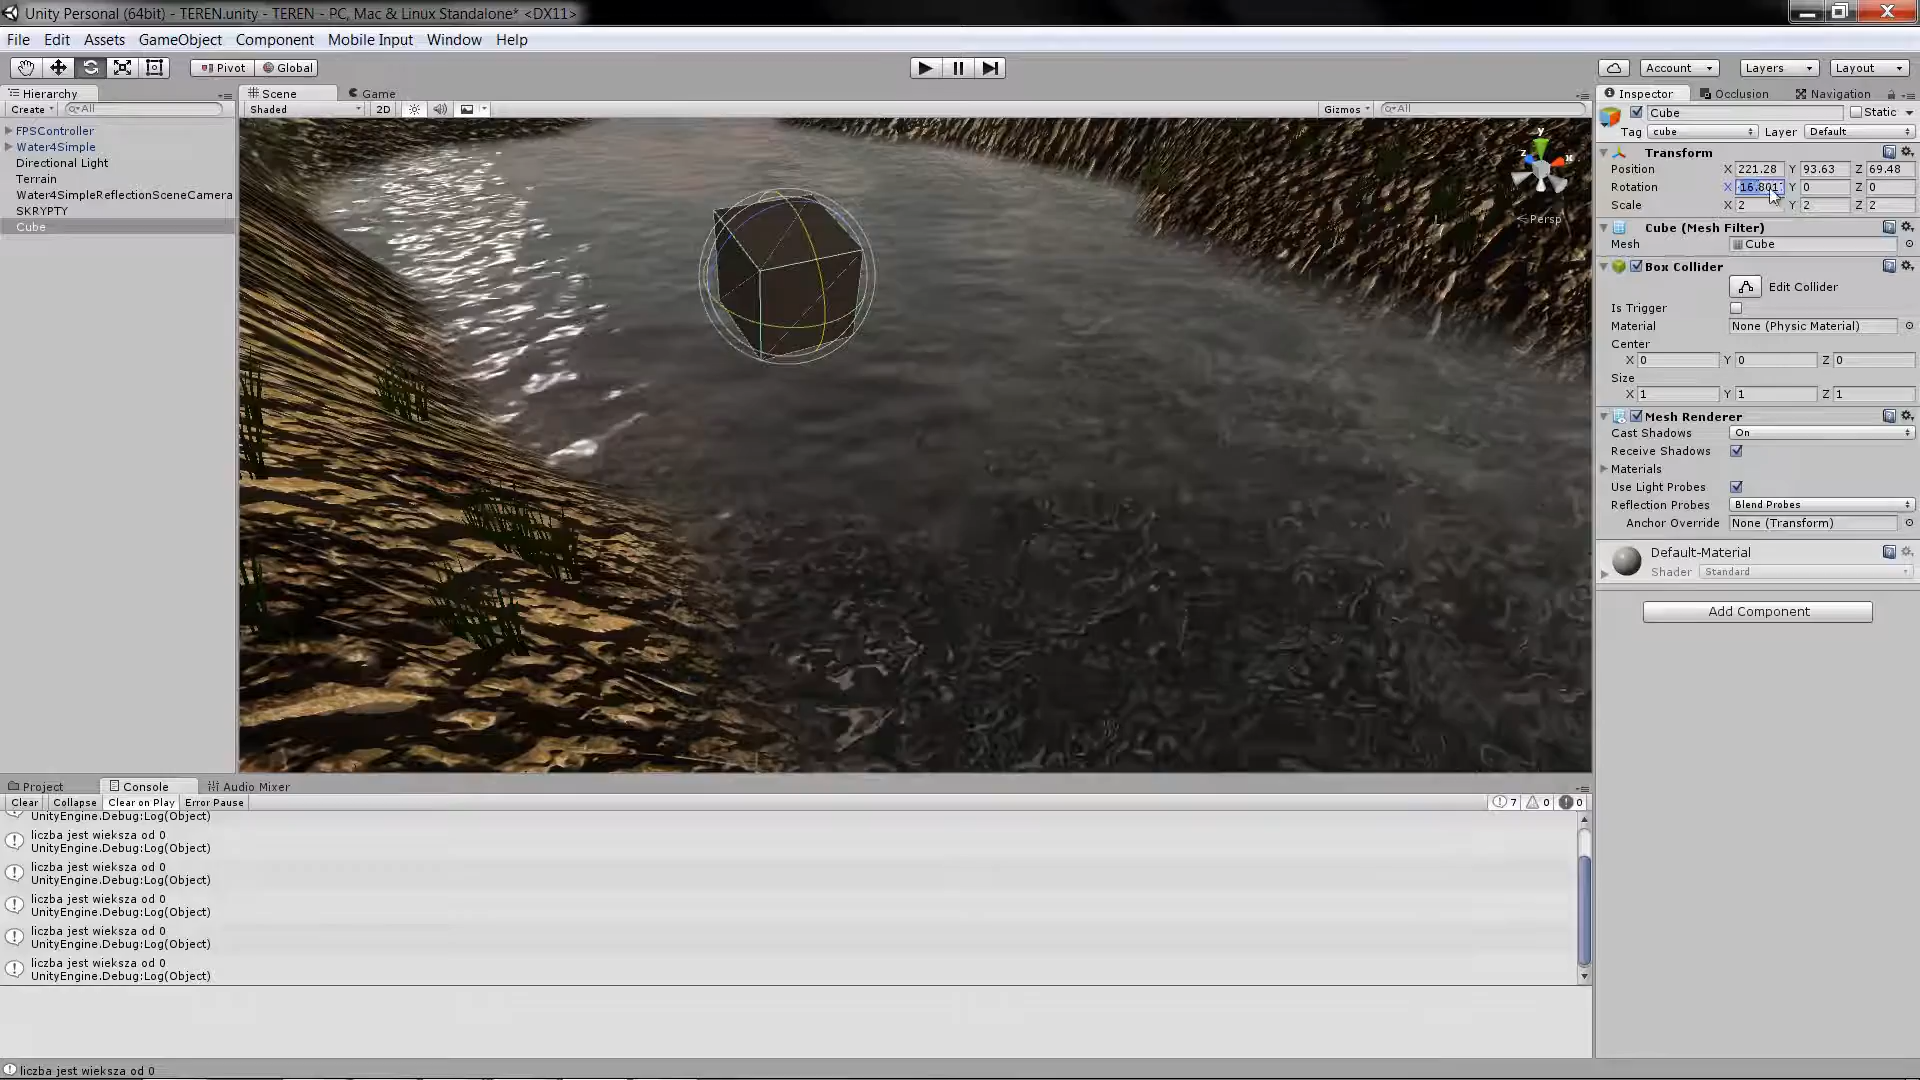 Unity Personal (64bit) - TEREN.unity - TEREN - PC, Mac & Linux Standalone* <DX11>
File Edit Assets GameObject Component Mobile Input Window Help
Pivot Global Account Layers Layout
Hierarchy
Create All
FPSController
Water4Simple
Directional Light
Terrain
Water4SimpleReflectionSceneCamera
SKRYPTY
Cube
Scene Game
Shaded 2D Gizmos All
y
x
z
Persp
Inspector Occlusion Navigation
Cube Static
Tag cube Layer Default
Transform
Position X 221.28 Y 93.63 Z 69.48
Rotation X 16.801 Y 0 Z 0
Scale X 2 Y 2 Z 2
Cube (Mesh Filter)
Mesh Cube
Box Collider
Edit Collider
Is Trigger
Material None (Physic Material)
Center
X 0 Y 0 Z 0
Size
X 1 Y 1 Z 1
Mesh Renderer
Cast Shadows On
Receive Shadows
Materials
Use Light Probes
Reflection Probes Blend Probes
Anchor Override None (Transform)
Default-Material
Shader Standard
Add Component
Project Console Audio Mixer
Clear Collapse Clear on Play Error Pause 7 0 0
UnityEngine.Debug:Log(Object)
liczba jest wieksza od 0
UnityEngine.Debug:Log(Object)
liczba jest wieksza od 0
UnityEngine.Debug:Log(Object)
liczba jest wieksza od 0
UnityEngine.Debug:Log(Object)
liczba jest wieksza od 0
UnityEngine.Debug:Log(Object)
liczba jest wieksza od 0
UnityEngine.Debug:Log(Object)
liczba jest wieksza od 0